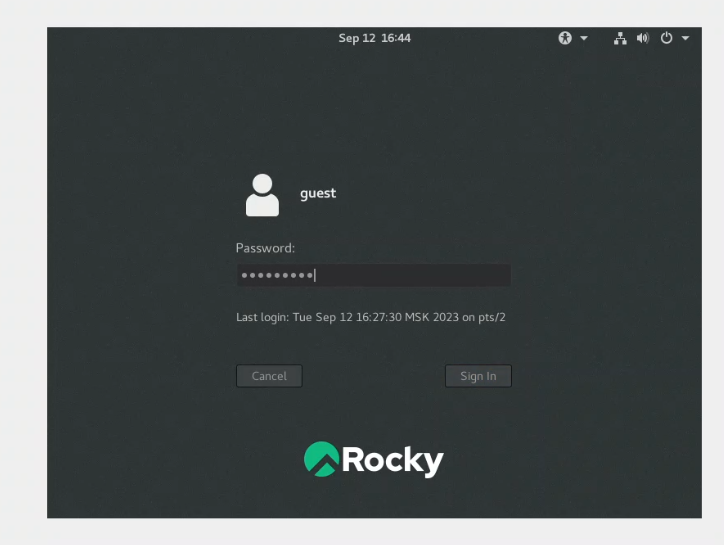 Sep 12 16:44
guest
Password:
Last login: Tue Sep 12 16:27:30 MSK 2023 on pts/2
Cancel
Sign In
Rocky